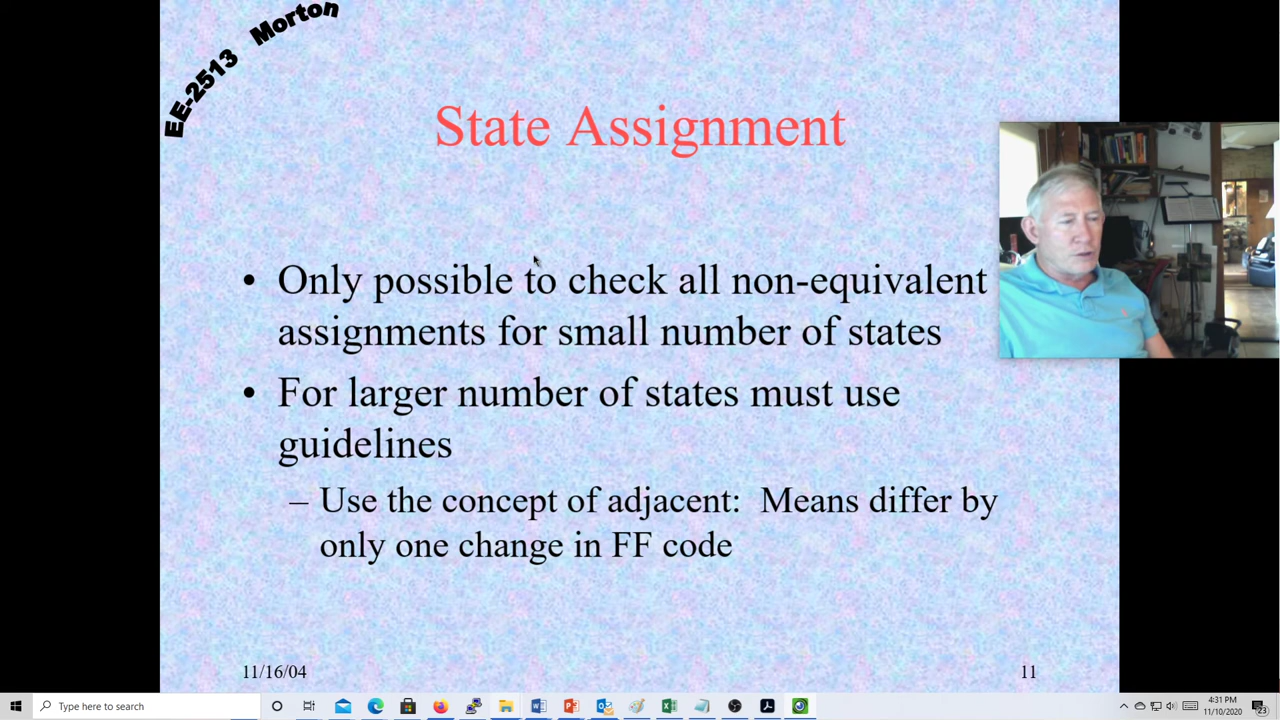 EE-2513 Morton
State Assignment
• Only possible to check all non-equivalent
assignments for small number of states
• For larger number of states must use
guidelines
– Use the concept of adjacent: Means differ by
only one change in FF code
11/16/04
11
Type here to search
4:31 PM
11/10/2020
23